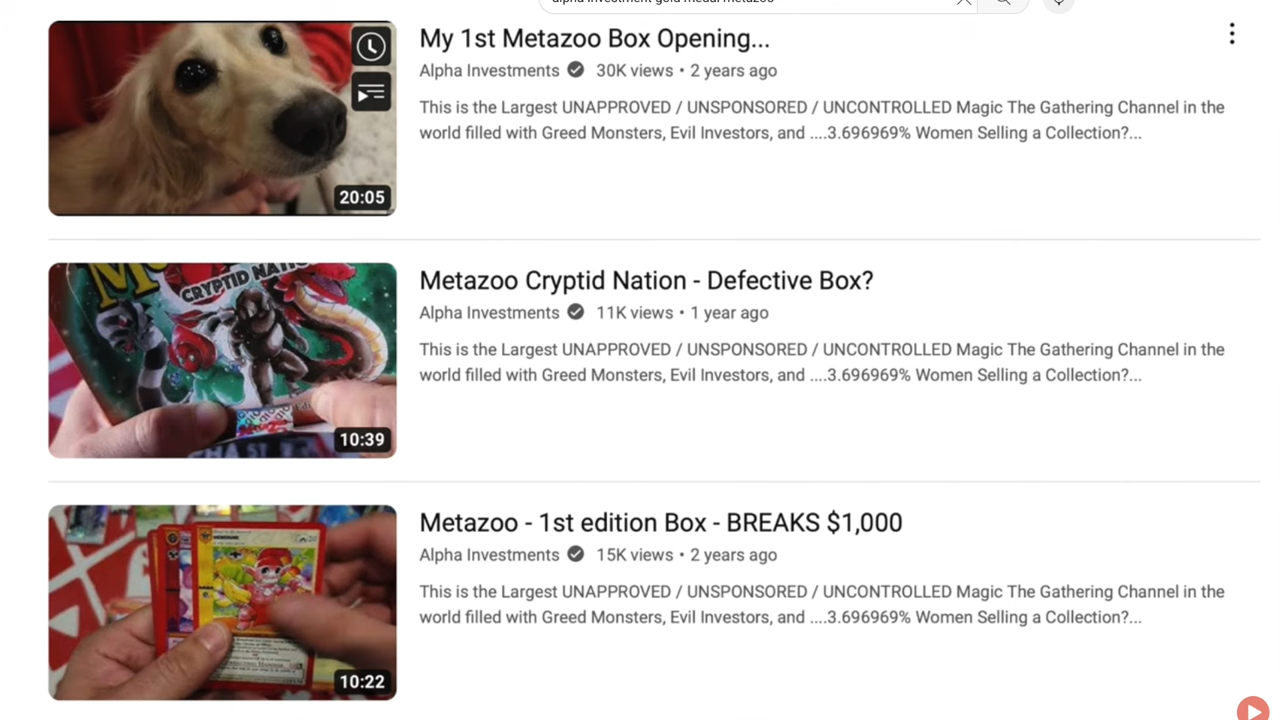 alpha investment gold medal metazoo
My 1st Metazoo Box Opening...
Alpha Investments 30K views • 2 years ago
This is the Largest UNAPPROVED / UNSPONSORED / UNCONTROLLED Magic The Gathering Channel in the
world filled with Greed Monsters, Evil Investors, and ....3.696969% Women Selling a Collection?...
20:05
CRYPTID NATION
Metazoo Cryptid Nation - Defective Box?
Alpha Investments 11K views • 1 year ago
This is the Largest UNAPPROVED / UNSPONSORED / UNCONTROLLED Magic The Gathering Channel in the
world filled with Greed Monsters, Evil Investors, and ....3.696969% Women Selling a Collection?...
10:39
Metazoo - 1st edition Box - BREAKS $1,000
Alpha Investments 15K views • 2 years ago
This is the Largest UNAPPROVED / UNSPONSORED / UNCONTROLLED Magic The Gathering Channel in the
world filled with Greed Monsters, Evil Investors, and ....3.696969% Women Selling a Collection?...
10:22